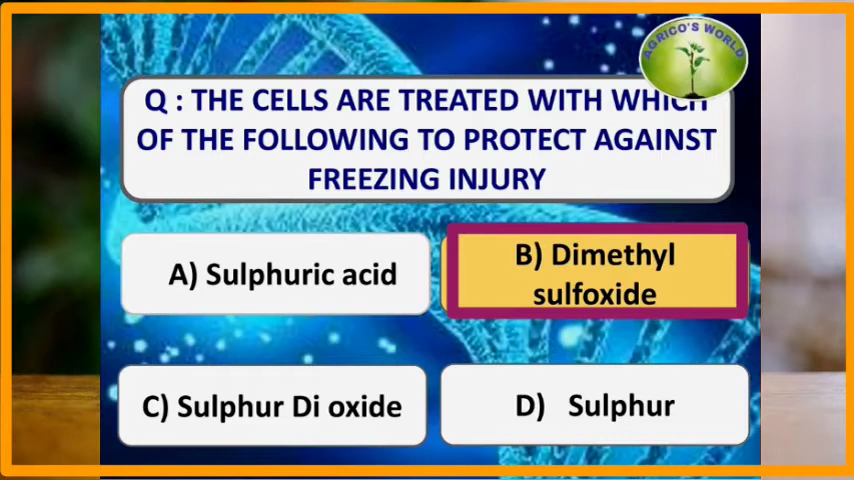 AGRICO'S WORLD
Q : THE CELLS ARE TREATED WITH WHICH
OF THE FOLLOWING TO PROTECT AGAINST
FREEZING INJURY
A) Sulphuric acid
B) Dimethyl
sulfoxide
C) Sulphur Di oxide
D) Sulphur